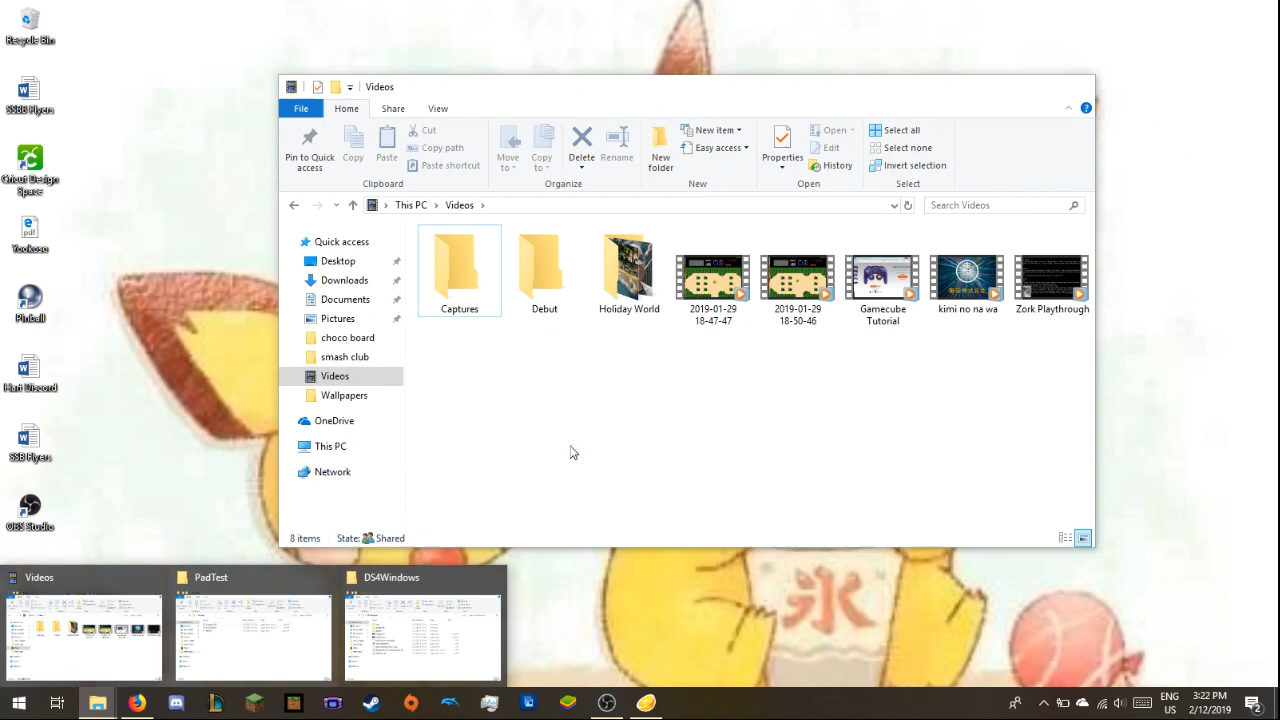 Recycle Bin
SSBB Flyers
Cricut Design
Space
Yookoso
Pinball
Hart Discord
SSB Flyers
OBS Studio
Videos
File Home Share View
Pin to Quick
access
Copy
Paste
Cut
Copy path
Paste shortcut
Clipboard
Move
to
Copy
to
Delete
Rename
Organize
New
folder
New item
Easy access
New
Properties
Open
Edit
History
Open
Select all
Select none
Invert selection
Select
This PC Videos
Search Videos
Quick access
Desktop
Downloads
Documents
Pictures
choco board
smash club
Videos
Wallpapers
OneDrive
This PC
Network
Captures
Debut
Holiday World
2019-01-29
18-47-47
2019-01-29
18-50-46
Gamecube
Tutorial
kimi no na wa
Zork Playthrough
8 items State: Shared
Videos
PadTest
DS4Windows
ENG
US
3:22 PM
2/12/2019
2